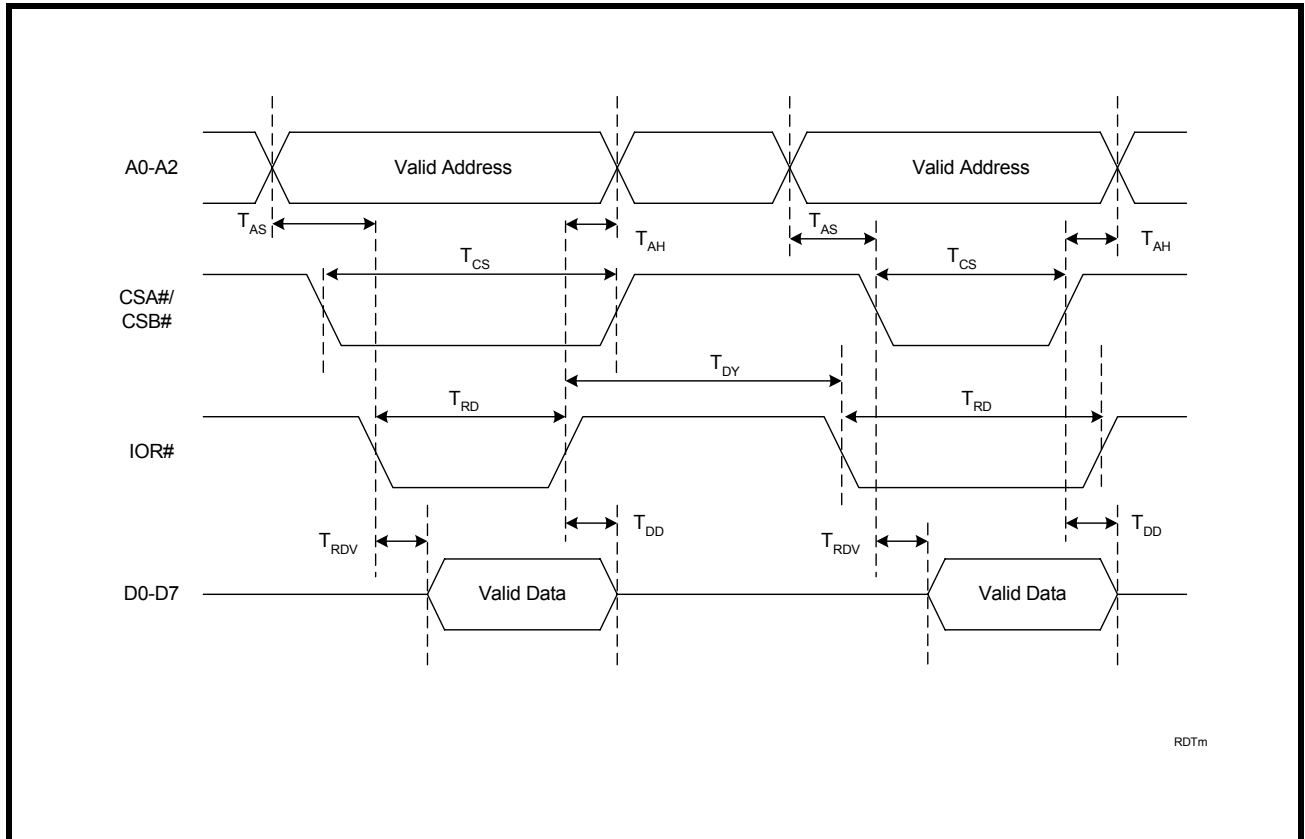 A0-A2
Valid Address
Valid Address
TAS
TAH
TAS
TAH
TCS
TCS
CSA#/
CSB#
TDY
TRD
TRD
IOR#
TRDV
TDD
TRDV
TDD
D0-D7
Valid Data
Valid Data
RDTm